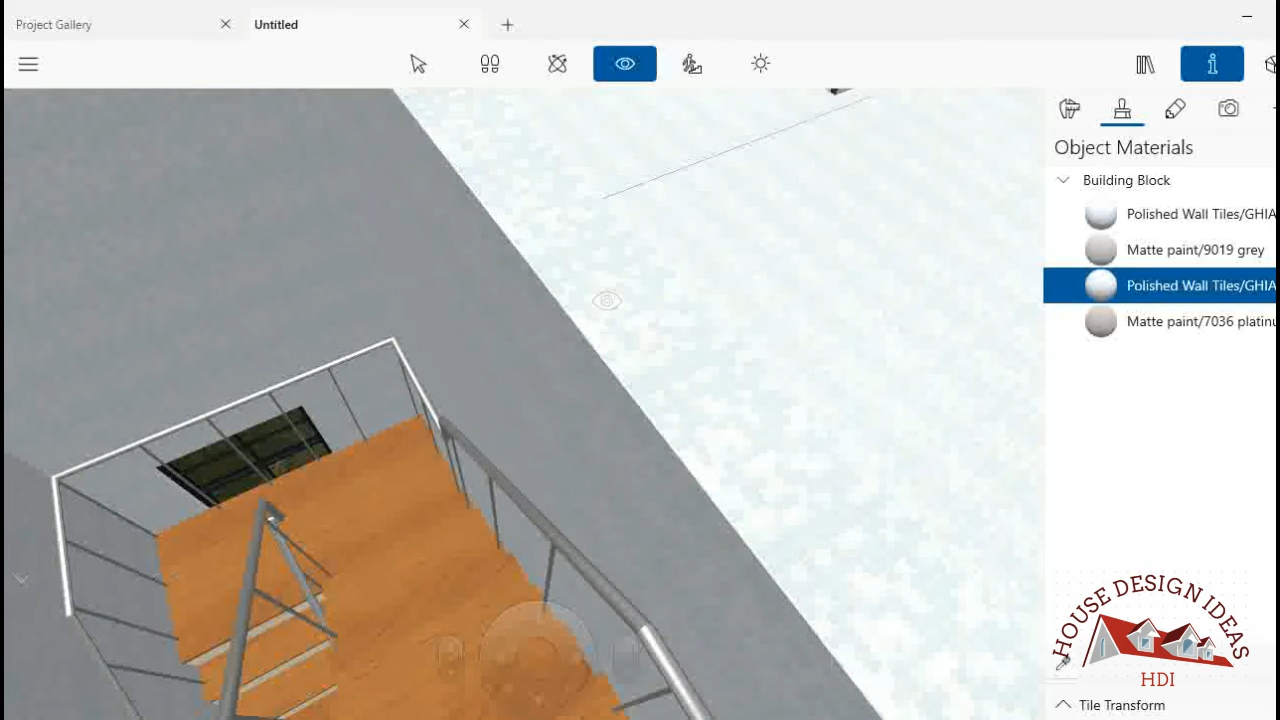 Project Gallery
Untitled
Object Materials
Building Block
Polished Wall Tiles/GHIA
Matte paint/9019 grey
Polished Wall Tiles/GHIA
Matte paint/7036 platinu
HOUSE DESIGN IDEAS
HDI
Tile Transform